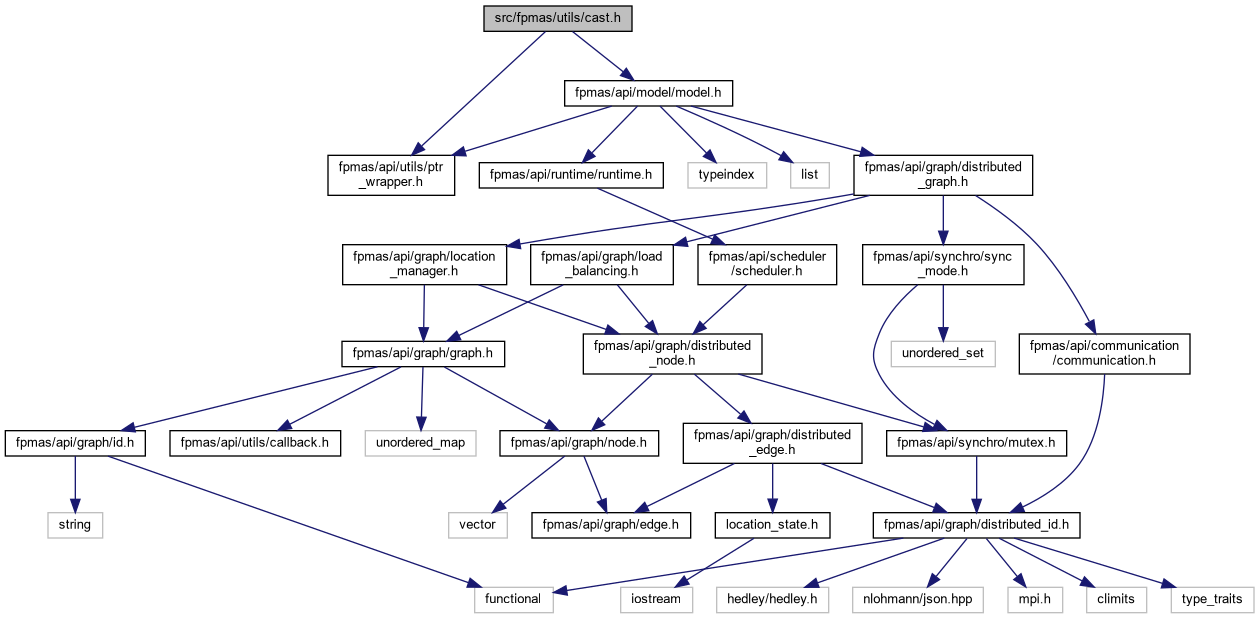 src/fpmas/utils/cast.h
fpmas/api/model/model.h
fpmas/api/utils/ptr
_wrapper.h
fpmas/api/runtime/runtime.h
typeindex
list
fpmas/api/graph/distributed
_graph.h
fpmas/api/graph/location
_manager.h
fpmas/api/graph/load
_balancing.h
fpmas/api/scheduler
/scheduler.h
fpmas/api/synchro/sync
_mode.h
fpmas/api/graph/graph.h
fpmas/api/graph/distributed
_node.h
unordered_set
fpmas/api/communication
/communication.h
fpmas/api/graph/id.h
fpmas/api/utils/callback.h
unordered_map
fpmas/api/graph/node.h
fpmas/api/graph/distributed
_edge.h
fpmas/api/synchro/mutex.h
string
vector
fpmas/api/graph/edge.h
location_state.h
fpmas/api/graph/distributed_id.h
functional
iostream
hedley/hedley.h
nlohmann/json.hpp
mpi.h
climits
type_traits